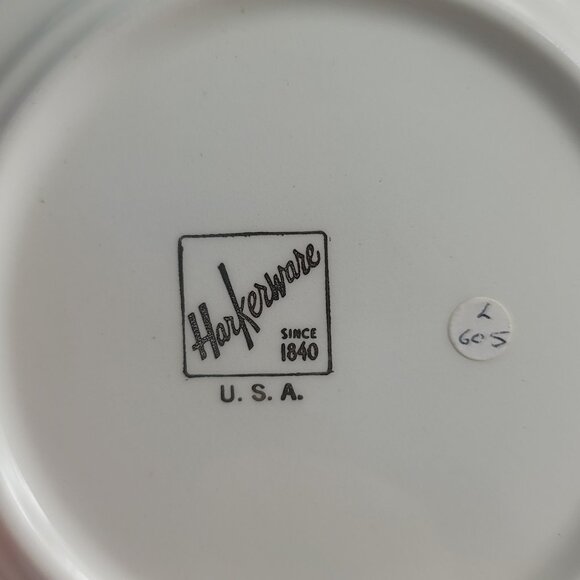 Harkerware
SINCE
1840
U. S. A.
L
605